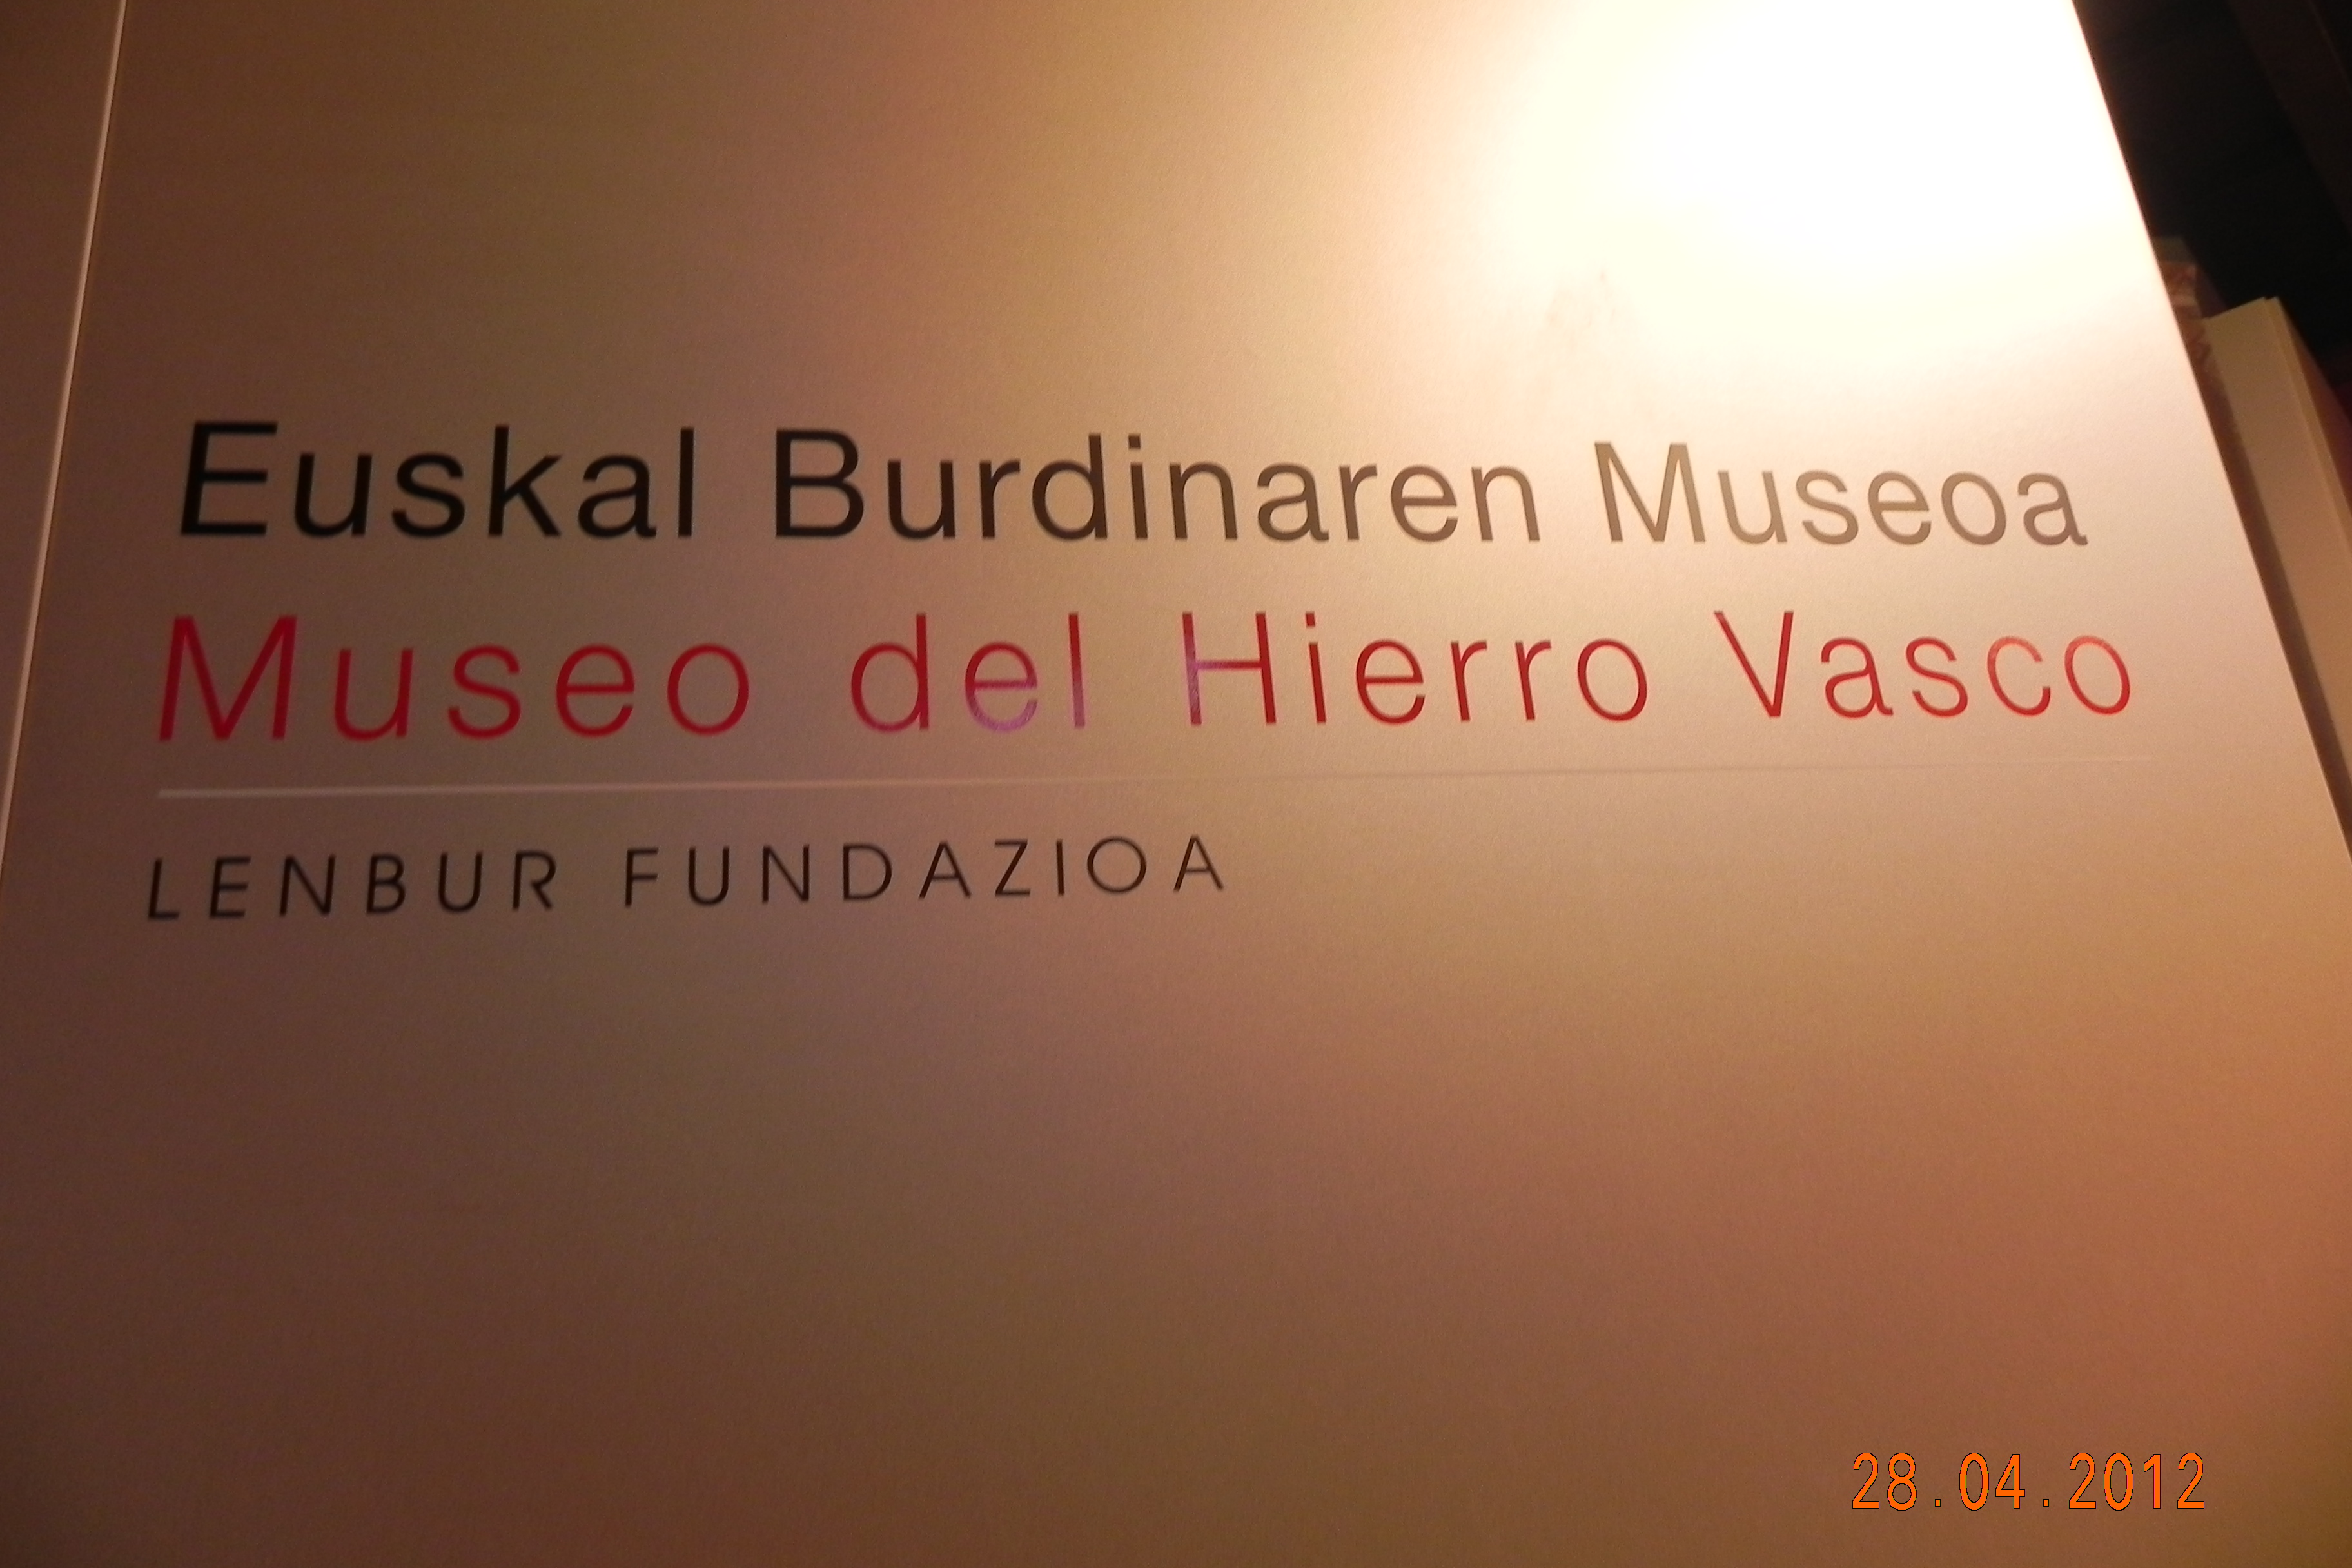 Euskal Burdinaren Museoa
Museo del Hierro Vasco
LENBUR FUNDAZIOA
28.04.2012